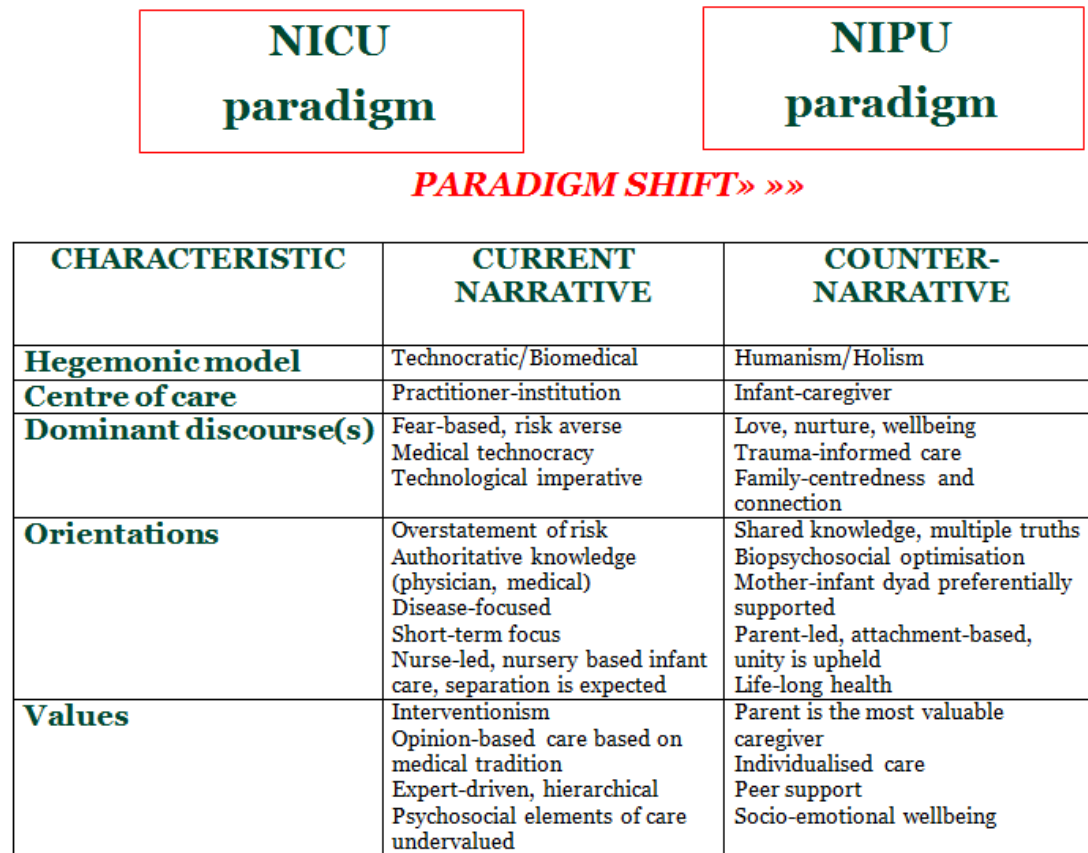 NICU
paradigm
NIPU
paradigm
PARADIGM SHIFT» »»
CHARACTERISTIC
CURRENT
NARRATIVE
COUNTER-
NARRATIVE
Hegemonic model
Technocratic/Biomedical
Humanism/Holism
Centre of care
Practitioner-institution
Infant-caregiver
Dominant discourse(s)
Fear-based, risk averse
Medical technocracy
Technological imperative
Love, nurture, wellbeing
Trauma-informed care
Family-centredness and
connection
Orientations
Overstatement of risk
Authoritative knowledge
(physician, medical)
Disease-focused
Short-term focus
Nurse-led, nursery based infant
care, separation is expected
Shared knowledge, multiple truths
Biopsychosocial optimisation
Mother-infant dyad preferentially
supported
Parent-led, attachment-based,
unity is upheld
Life-long health
Values
Interventionism
Opinion-based care based on
medical tradition
Expert-driven, hierarchical
Psychosocial elements of care
undervalued
Parent is the most valuable
caregiver
Individualised care
Peer support
Socio-emotional wellbeing